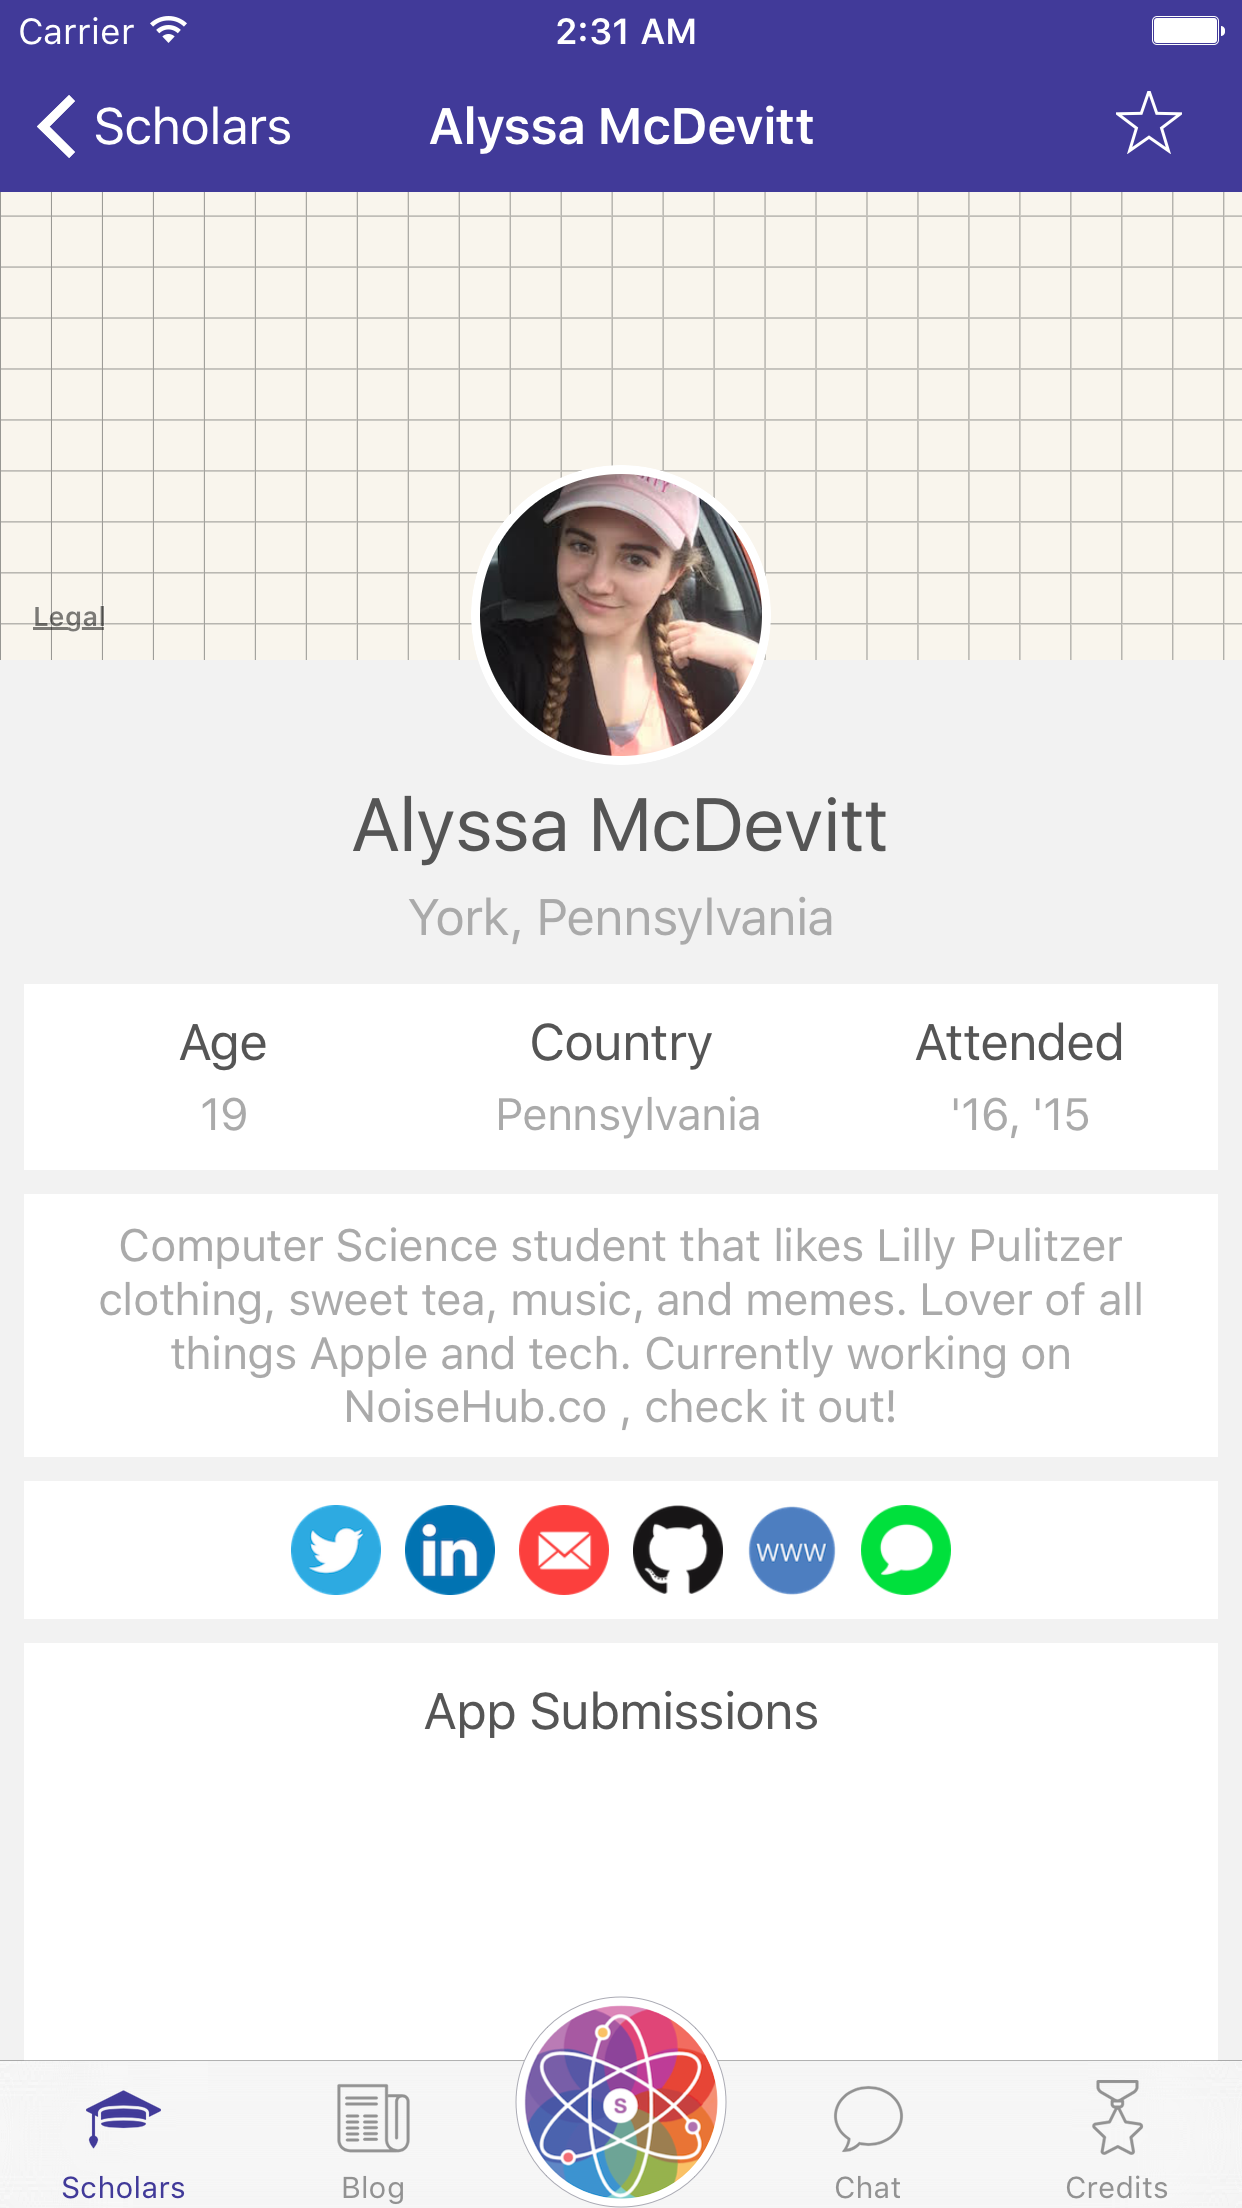 Carrier 2:31 AM
Scholars Alyssa McDevitt
Legal
Alyssa McDevitt
York, Pennsylvania
Age Country Attended
19 Pennsylvania '16, '15
Computer Science student that likes Lilly Pulitzer
clothing, sweet tea, music, and memes. Lover of all
things Apple and tech. Currently working on
NoiseHub.co , check it out!
in www
App Submissions
S
Scholars Blog Chat Credits